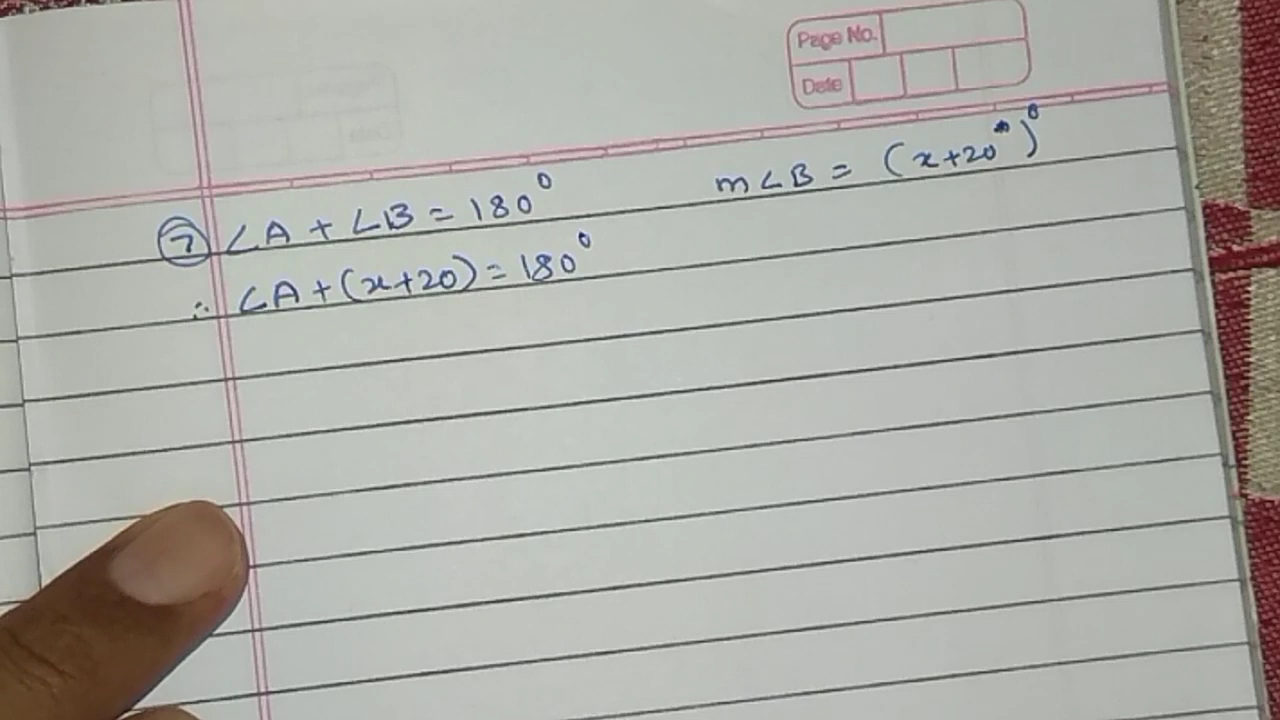 Page No.
Date
m∠B = (x+20)°
⑦ ∠A + ∠B = 180°
∴ ∠A + (x+20) = 180°